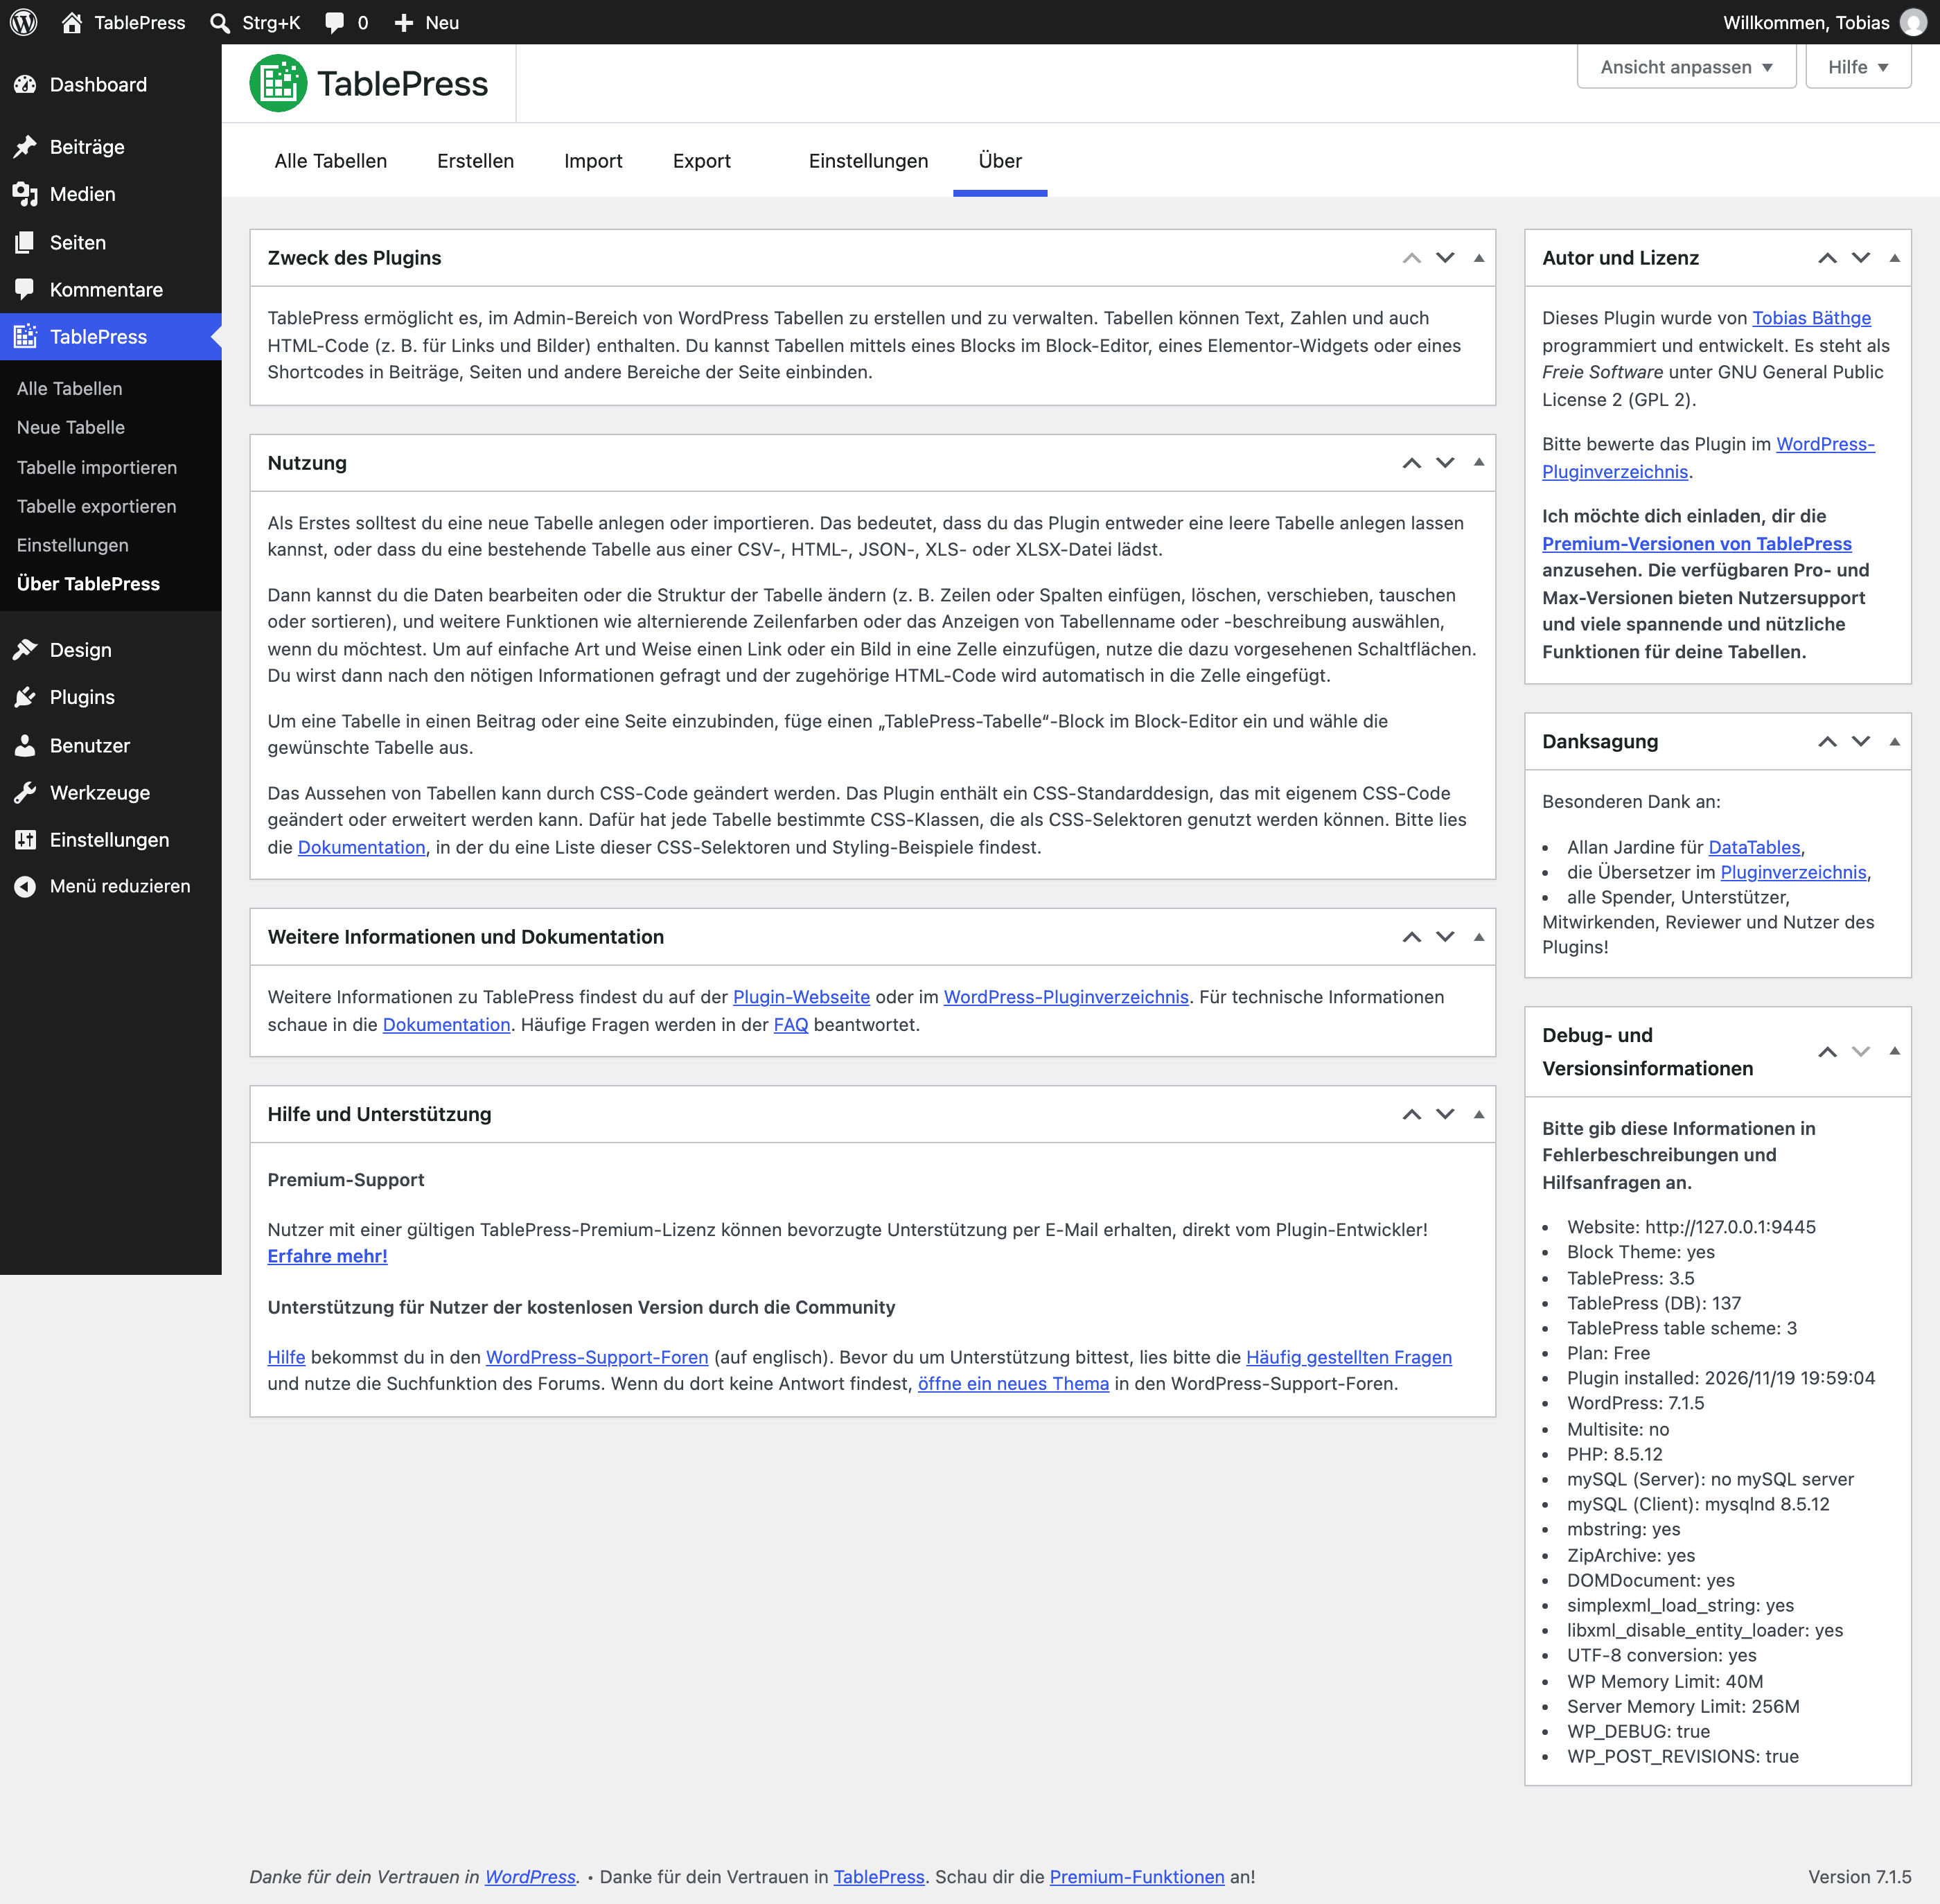 TablePress
Strg+K
0
Neu
Willkommen, Tobias
Dashboard
Beiträge
Medien
Seiten
Kommentare
TablePress
Alle Tabellen
Neue Tabelle
Tabelle importieren
Tabelle exportieren
Einstellungen
Über TablePress
Design
Plugins
Benutzer
Werkzeuge
Einstellungen
Menü reduzieren
TablePress
Ansicht anpassen
Hilfe
Alle Tabellen
Erstellen
Import
Export
Einstellungen
Über
Zweck des Plugins
TablePress ermöglicht es, im Admin-Bereich von WordPress Tabellen zu erstellen und zu verwalten. Tabellen können Text, Zahlen und auch
HTML-Code (z. B. für Links und Bilder) enthalten. Du kannst Tabellen mittels eines Blocks im Block-Editor, eines Elementor-Widgets oder eines
Shortcodes in Beiträge, Seiten und andere Bereiche der Seite einbinden.
Nutzung
Als Erstes solltest du eine neue Tabelle anlegen oder importieren. Das bedeutet, dass du das Plugin entweder eine leere Tabelle anlegen lassen
kannst, oder dass du eine bestehende Tabelle aus einer CSV-, HTML-, JSON-, XLS- oder XLSX-Datei lädst.
Dann kannst du die Daten bearbeiten oder die Struktur der Tabelle ändern (z. B. Zeilen oder Spalten einfügen, löschen, verschieben, tauschen
oder sortieren), und weitere Funktionen wie alternierende Zeilenfarben oder das Anzeigen von Tabellenname oder -beschreibung auswählen,
wenn du möchtest. Um auf einfache Art und Weise einen Link oder ein Bild in eine Zelle einzufügen, nutze die dazu vorgesehenen Schaltflächen.
Du wirst dann nach den nötigen Informationen gefragt und der zugehörige HTML-Code wird automatisch in die Zelle eingefügt.
Um eine Tabelle in einen Beitrag oder eine Seite einzubinden, füge einen „TablePress-Tabelle“-Block im Block-Editor ein und wähle die
gewünschte Tabelle aus.
Das Aussehen von Tabellen kann durch CSS-Code geändert werden. Das Plugin enthält ein CSS-Standarddesign, das mit eigenem CSS-Code
geändert oder erweitert werden kann. Dafür hat jede Tabelle bestimmte CSS-Klassen, die als CSS-Selektoren genutzt werden können. Bitte lies
die Dokumentation, in der du eine Liste dieser CSS-Selektoren und Styling-Beispiele findest.
Weitere Informationen und Dokumentation
Weitere Informationen zu TablePress findest du auf der Plugin-Webseite oder im WordPress-Pluginverzeichnis. Für technische Informationen
schaue in die Dokumentation. Häufige Fragen werden in der FAQ beantwortet.
Hilfe und Unterstützung
Premium-Support
Nutzer mit einer gültigen TablePress-Premium-Lizenz können bevorzugte Unterstützung per E-Mail erhalten, direkt vom Plugin-Entwickler!
Erfahre mehr!
Unterstützung für Nutzer der kostenlosen Version durch die Community
Hilfe bekommst du in den WordPress-Support-Foren (auf englisch). Bevor du um Unterstützung bittest, lies bitte die Häufig gestellten Fragen
und nutze die Suchfunktion des Forums. Wenn du dort keine Antwort findest, öffne ein neues Thema in den WordPress-Support-Foren.
Autor und Lizenz
Dieses Plugin wurde von Tobias Bäthge
programmiert und entwickelt. Es steht als
Freie Software unter GNU General Public
License 2 (GPL 2).
Bitte bewerte das Plugin im WordPress-
Pluginverzeichnis.
Ich möchte dich einladen, dir die
Premium-Versionen von TablePress
anzusehen. Die verfügbaren Pro- und
Max-Versionen bieten Nutzersupport
und viele spannende und nützliche
Funktionen für deine Tabellen.
Danksagung
Besonderen Dank an:
• Allan Jardine für DataTables,
• die Übersetzer im Pluginverzeichnis,
• alle Spender, Unterstützer,
Mitwirkenden, Reviewer und Nutzer des
Plugins!
Debug- und
Versionsinformationen
Bitte gib diese Informationen in
Fehlerbeschreibungen und
Hilfsanfragen an.
• Website: http://127.0.0.1:9445
• Block Theme: yes
• TablePress: 3.5
• TablePress (DB): 137
• TablePress table scheme: 3
• Plan: Free
• Plugin installed: 2026/11/19 19:59:04
• WordPress: 7.1.5
• Multisite: no
• PHP: 8.5.12
• mySQL (Server): no mySQL server
• mySQL (Client): mysqlnd 8.5.12
• mbstring: yes
• ZipArchive: yes
• DOMDocument: yes
• simplexml_load_string: yes
• libxml_disable_entity_loader: yes
• UTF-8 conversion: yes
• WP Memory Limit: 40M
• Server Memory Limit: 256M
• WP_DEBUG: true
• WP_POST_REVISIONS: true
Danke für dein Vertrauen in WordPress. • Danke für dein Vertrauen in TablePress. Schau dir die Premium-Funktionen an!
Version 7.1.5